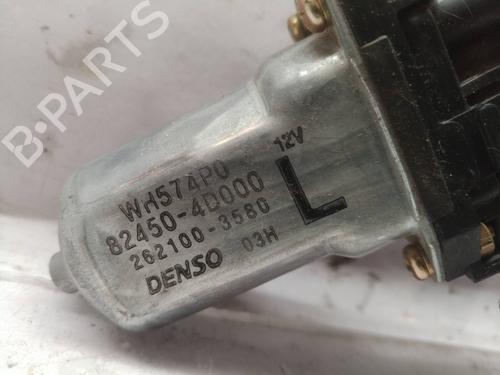 B-PARTS
12V
L
WH574P0
82450-4D000
262100-3580
03H
DENSO